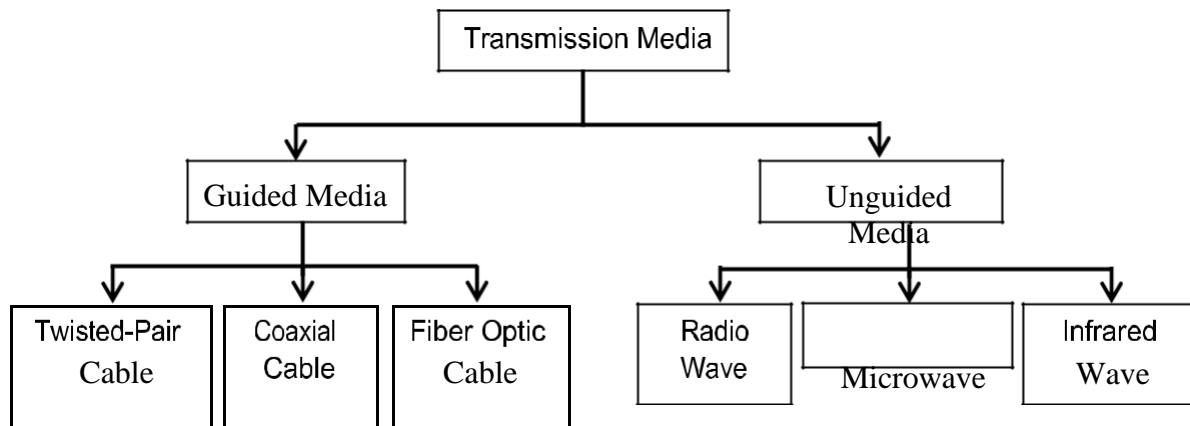 Transmission Media
Guided Media
Unguided
Media
Twisted-Pair
Cable
Coaxial
Cable
Fiber Optic
Cable
Radio
Wave
Microwave
Infrared
Wave